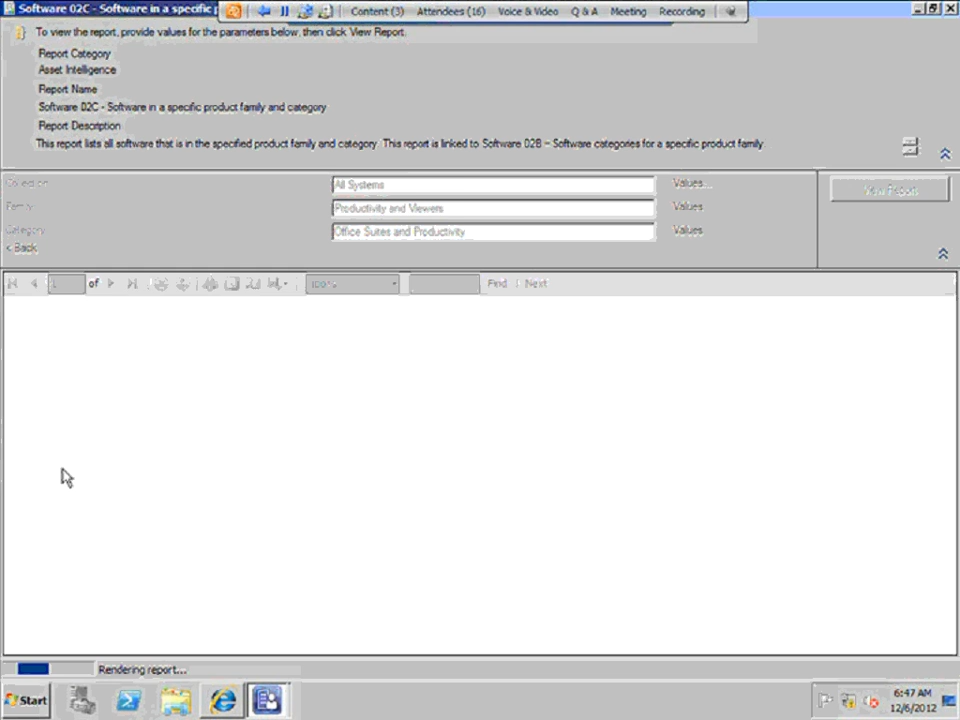 Software 02C - Software in a specific p
Content (3) Attendees (16) Voice & Video Q & A Meeting Recording
To view the report, provide values for the parameters below, then click View Report.
Report Category
Asset Intelligence
Report Name
Software 02C - Software in a specific product family and category
Report Description
This report lists all software that is in the specified product family and category. This report is linked to Software 02B – Software categories for a specific product family.
Collection All Systems Values... View Report
Family Productivity and Viewers Values
Category Office Suites and Productivity Values
< Back
1 of 100% Find | Next
Rendering report...
Start 6:47 AM
12/6/2012